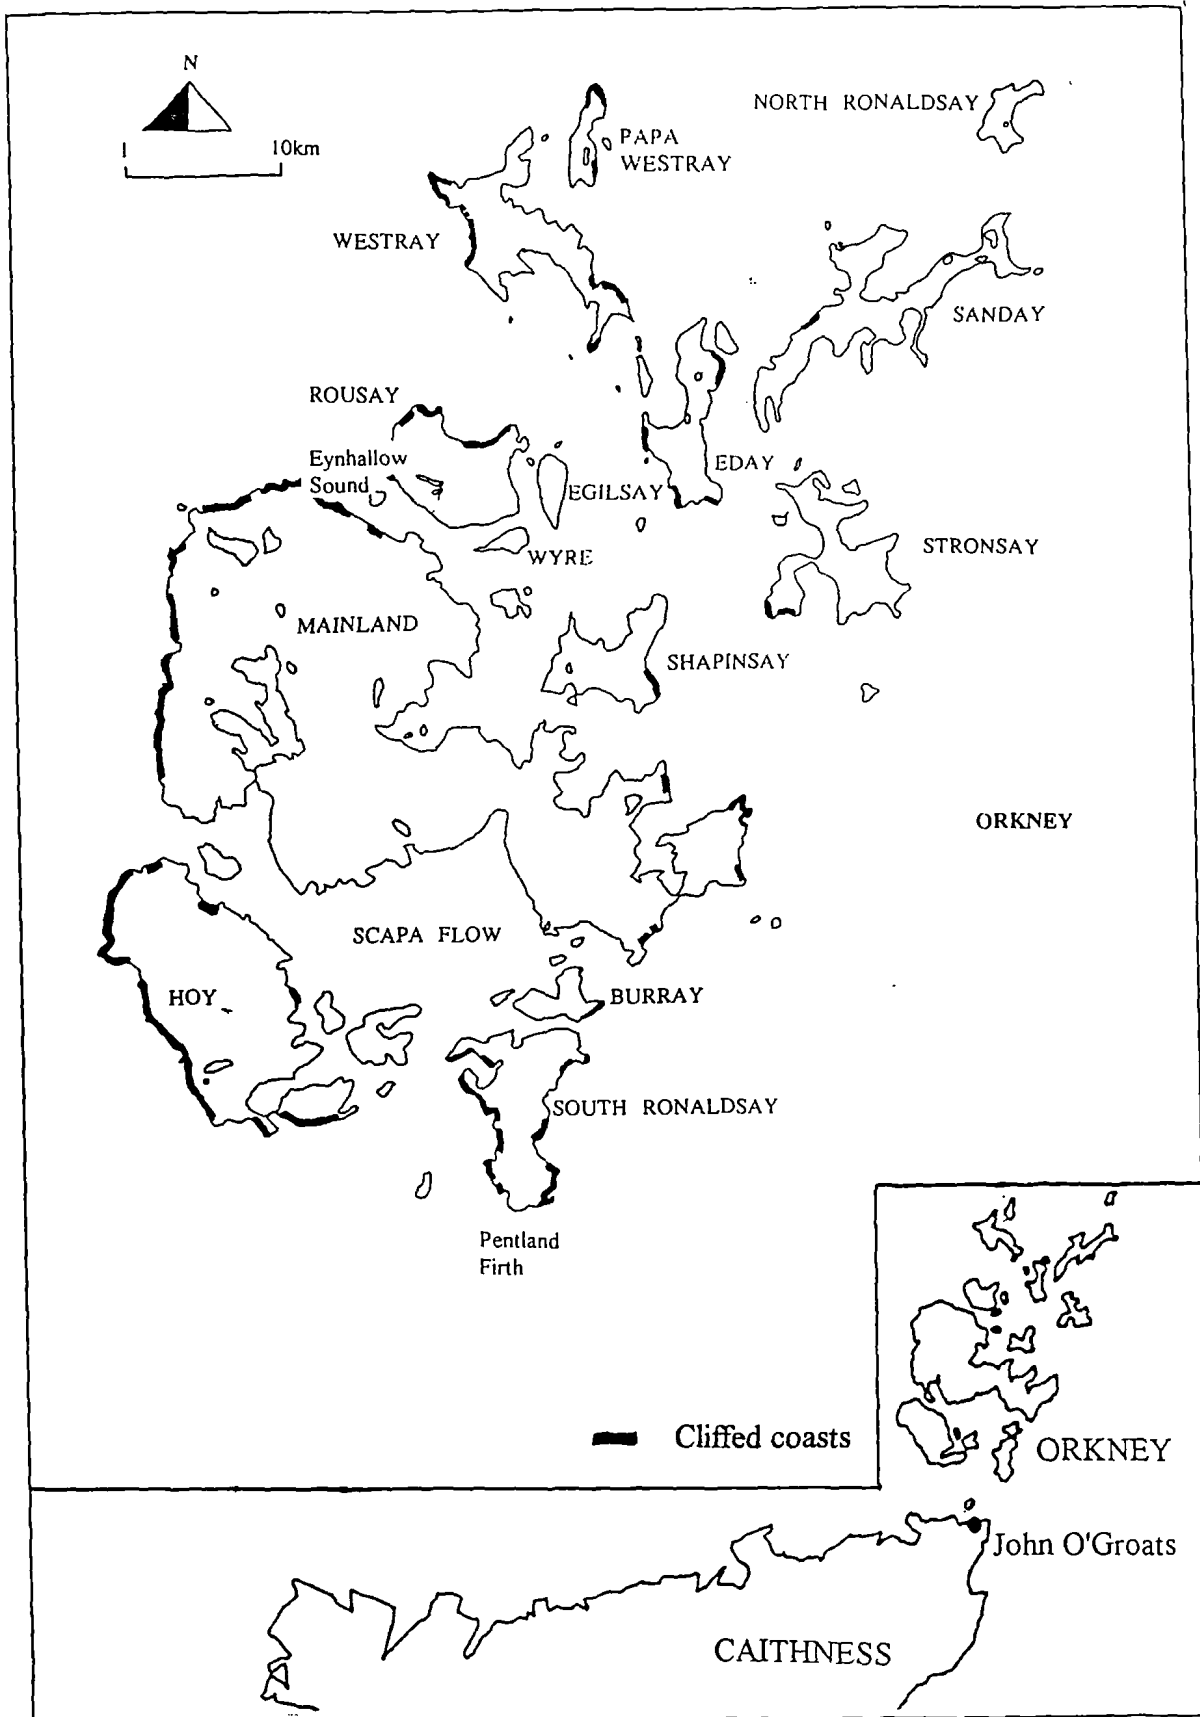 N
10km
NORTH RONALDSAY
PAPA
WESTRAY
WESTRAY
SANDAY
ROUSAY
Eynhallow
Sound
EDAY
EGILSAY
WYRE
STRONSAY
MAINLAND
SHAPINSAY
ORKNEY
SCAPA FLOW
HOY
BURRAY
SOUTH RONALDSAY
Pentland
Firth
Cliffed coasts
ORKNEY
John O'Groats
CAITHNESS